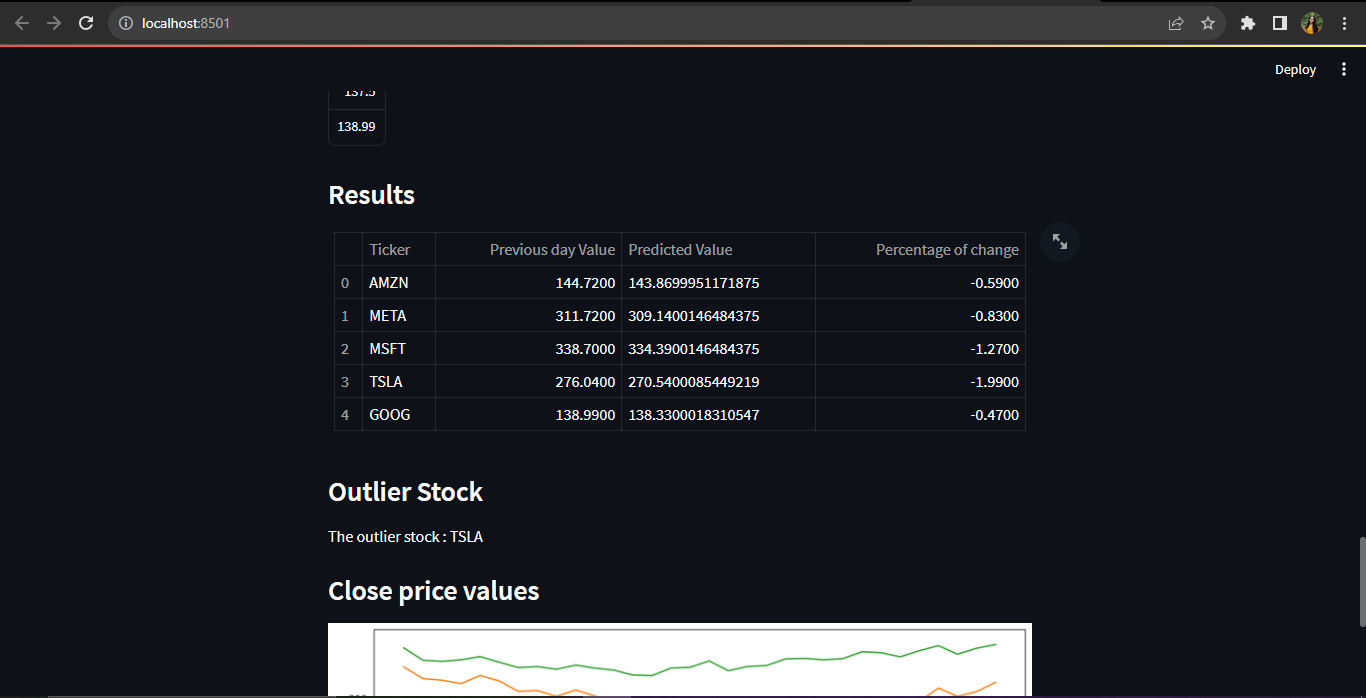 localhost:8501
Deploy
137.5
138.99
Results
Ticker Previous day Value Predicted Value Percentage of change
0 AMZN 144.7200 143.8699951171875 -0.5900
1 META 311.7200 309.1400146484375 -0.8300
2 MSFT 338.7000 334.3900146484375 -1.2700
3 TSLA 276.0400 270.5400085449219 -1.9900
4 GOOG 138.9900 138.3300018310547 -0.4700
Outlier Stock
The outlier stock : TSLA
Close price values